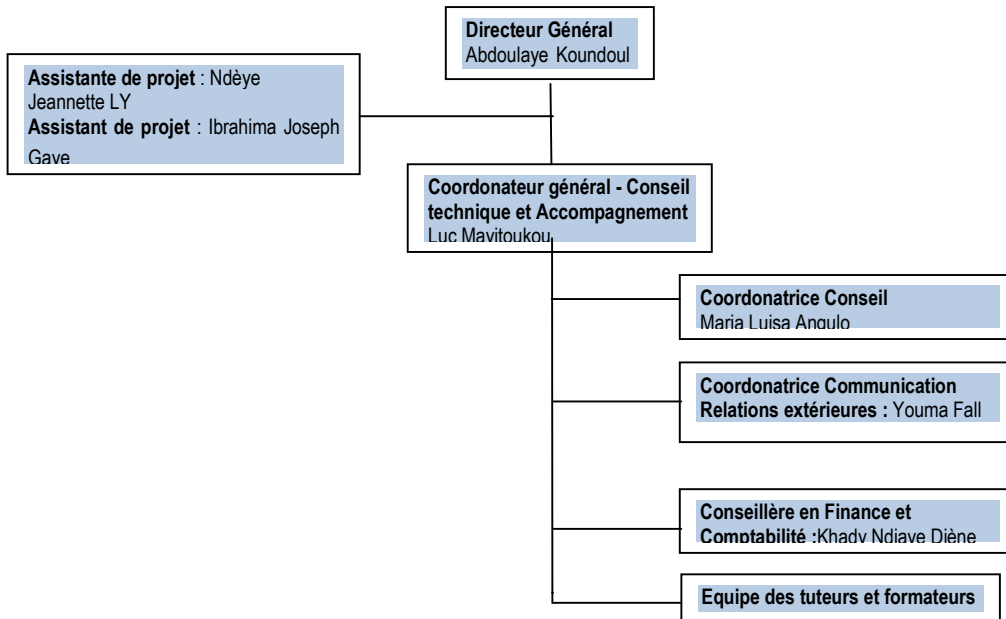 Directeur Général
Abdoulaye Koundoul
Assistante de projet : Ndèye
Jeannette LY
Assistant de projet : Ibrahima Joseph
Gaye
Coordonateur général - Conseil
technique et Accompagnement
Luc Mayitoukou
Coordonatrice Conseil
Maria Luisa Angulo
Coordonatrice Communication
Relations extérieures : Youma Fall
Conseillère en Finance et
Comptabilité :Khady Ndiaye Diène
Equipe des tuteurs et formateurs